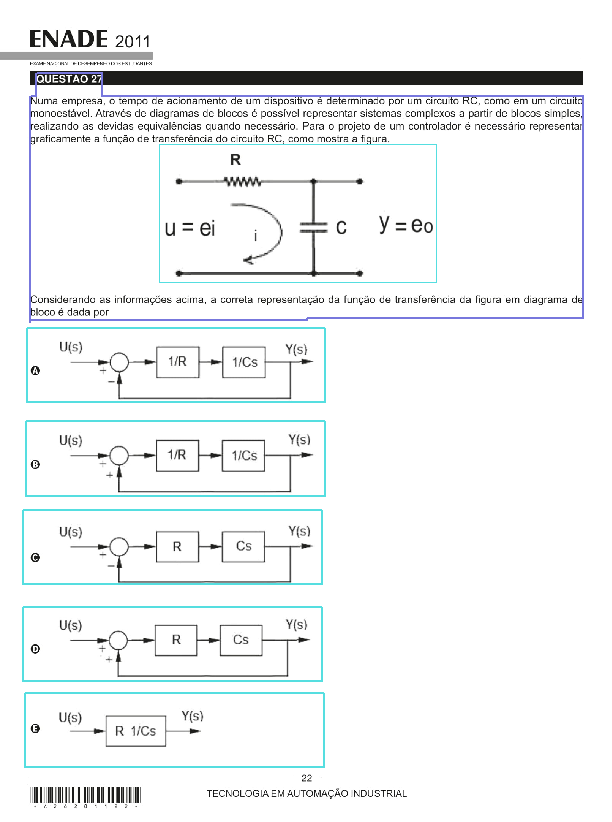 ENADE 2011
EXAME NACIONAL DE DESEMPENHO DOS ESTUDANTES
QUESTÃO 27
Numa empresa, o tempo de acionamento de um dispositivo é determinado por um circuito RC, como em um circuito
monoestável. Através de diagramas de blocos é possível representar sistemas complexos a partir de blocos simples,
realizando as devidas equivalências quando necessário. Para o projeto de um controlador é necessário representar
graficamente a função de transferência do circuito RC, como mostra a figura.
R
u = ei
i
C
y = eo
Considerando as informações acima, a correta representação da função de transferência da figura em diagrama de
bloco é dada por
A
U(s)
+
−
1/R
1/Cs
Y(s)
B
U(s)
+
+
1/R
1/Cs
Y(s)
C
U(s)
+
−
R
Cs
Y(s)
D
U(s)
+
+
R
Cs
Y(s)
E
U(s)
R 1/Cs
Y(s)
22
TECNOLOGIA EM AUTOMAÇÃO INDUSTRIAL